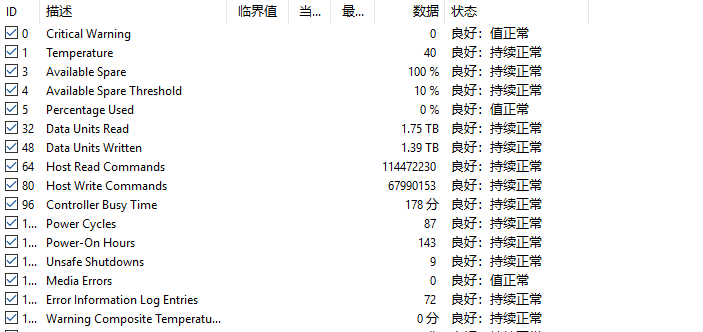 ID 描述 临界值 当... 最... 数据 状态
0 Critical Warning 0 良好：值正常
1 Temperature 40 良好：持续正常
3 Available Spare 100 % 良好：持续正常
4 Available Spare Threshold 10 % 良好：持续正常
5 Percentage Used 0 % 良好：值正常
32 Data Units Read 1.75 TB 良好：持续正常
48 Data Units Written 1.39 TB 良好：持续正常
64 Host Read Commands 114472230 良好：持续正常
80 Host Write Commands 67990153 良好：持续正常
96 Controller Busy Time 178 分 良好：持续正常
1... Power Cycles 87 良好：持续正常
1... Power-On Hours 143 良好：持续正常
1... Unsafe Shutdowns 9 良好：持续正常
1... Media Errors 0 良好：值正常
1... Error Information Log Entries 72 良好：持续正常
1... Warning Composite Temperatu... 0 分 良好：持续正常